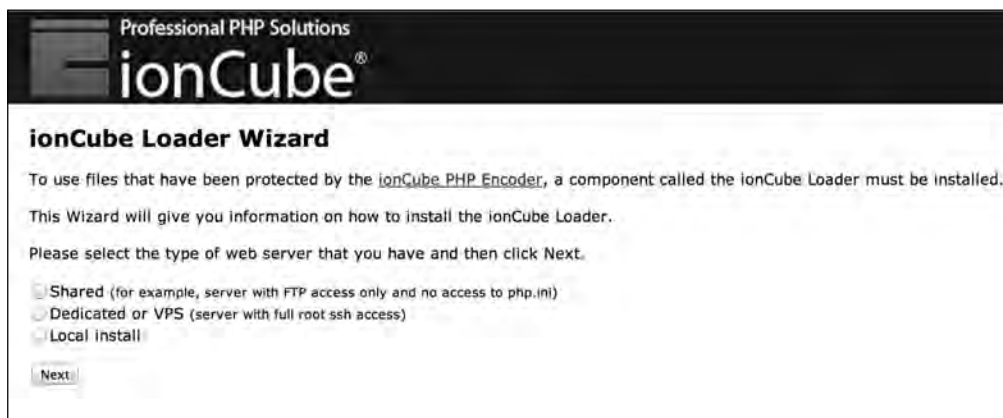 Professional PHP Solutions
ionCube®
ionCube Loader Wizard
To use files that have been protected by the ionCube PHP Encoder, a component called the ionCube Loader must be installed.
This Wizard will give you information on how to install the ionCube Loader.
Please select the type of web server that you have and then click Next.
Shared (for example, server with FTP access only and no access to php.ini)
Dedicated or VPS (server with full root ssh access)
Local install
Next